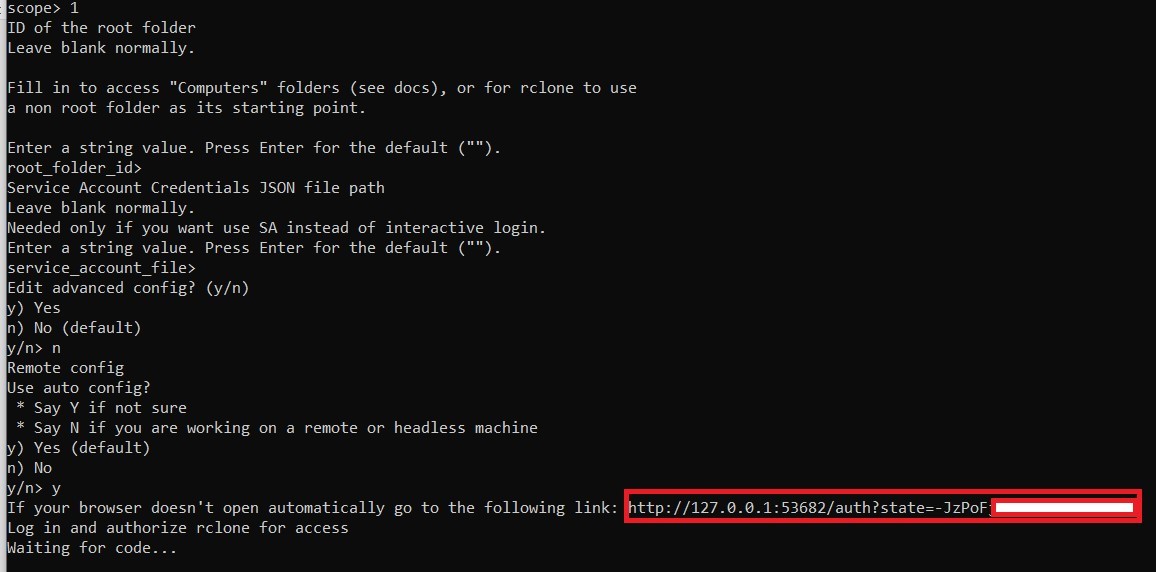 scope> 1
ID of the root folder
Leave blank normally.
Fill in to access "Computers" folders (see docs), or for rclone to use
a non root folder as its starting point.
Enter a string value. Press Enter for the default ("").
root_folder_id>
Service Account Credentials JSON file path
Leave blank normally.
Needed only if you want use SA instead of interactive login.
Enter a string value. Press Enter for the default ("").
service_account_file>
Edit advanced config? (y/n)
y) Yes
n) No (default)
y/n> n
Remote config
Use auto config?
 * Say Y if not sure
 * Say N if you are working on a remote or headless machine
y) Yes (default)
n) No
y/n> y
If your browser doesn't open automatically go to the following link: http://127.0.0.1:53682/auth?state=-JzPoF
Log in and authorize rclone for access
Waiting for code...